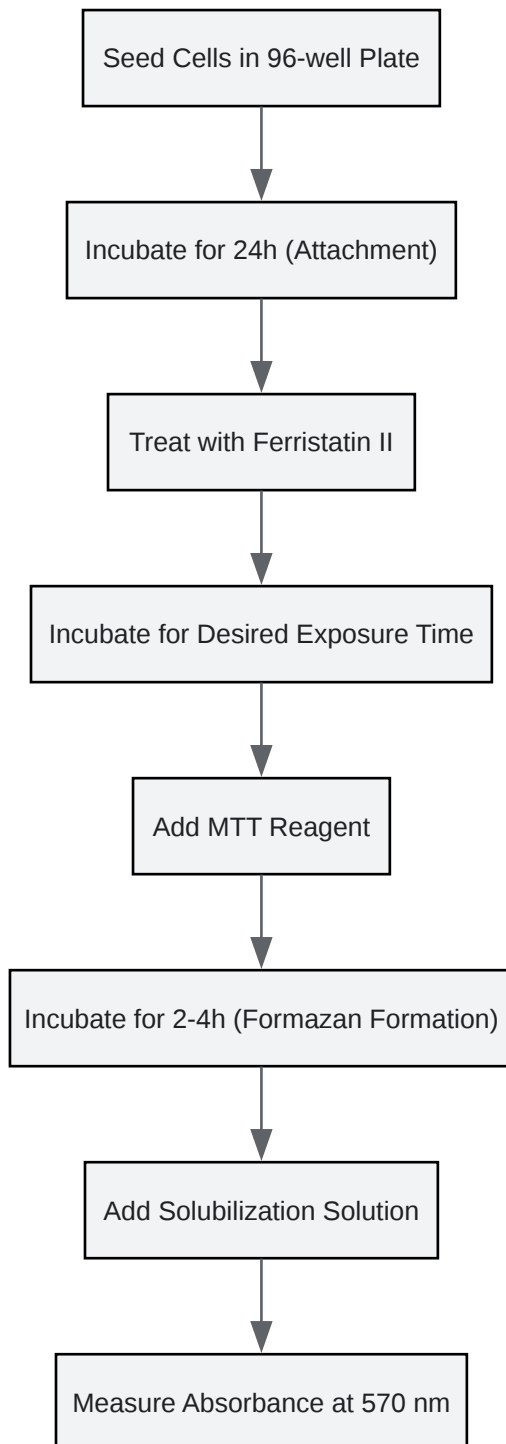 Seed Cells in 96-well Plate
Incubate for 24h (Attachment)
Treat with Ferristatin II
Incubate for Desired Exposure Time
Add MTT Reagent
Incubate for 2-4h (Formazan Formation)
Add Solubilization Solution
Measure Absorbance at 570 nm